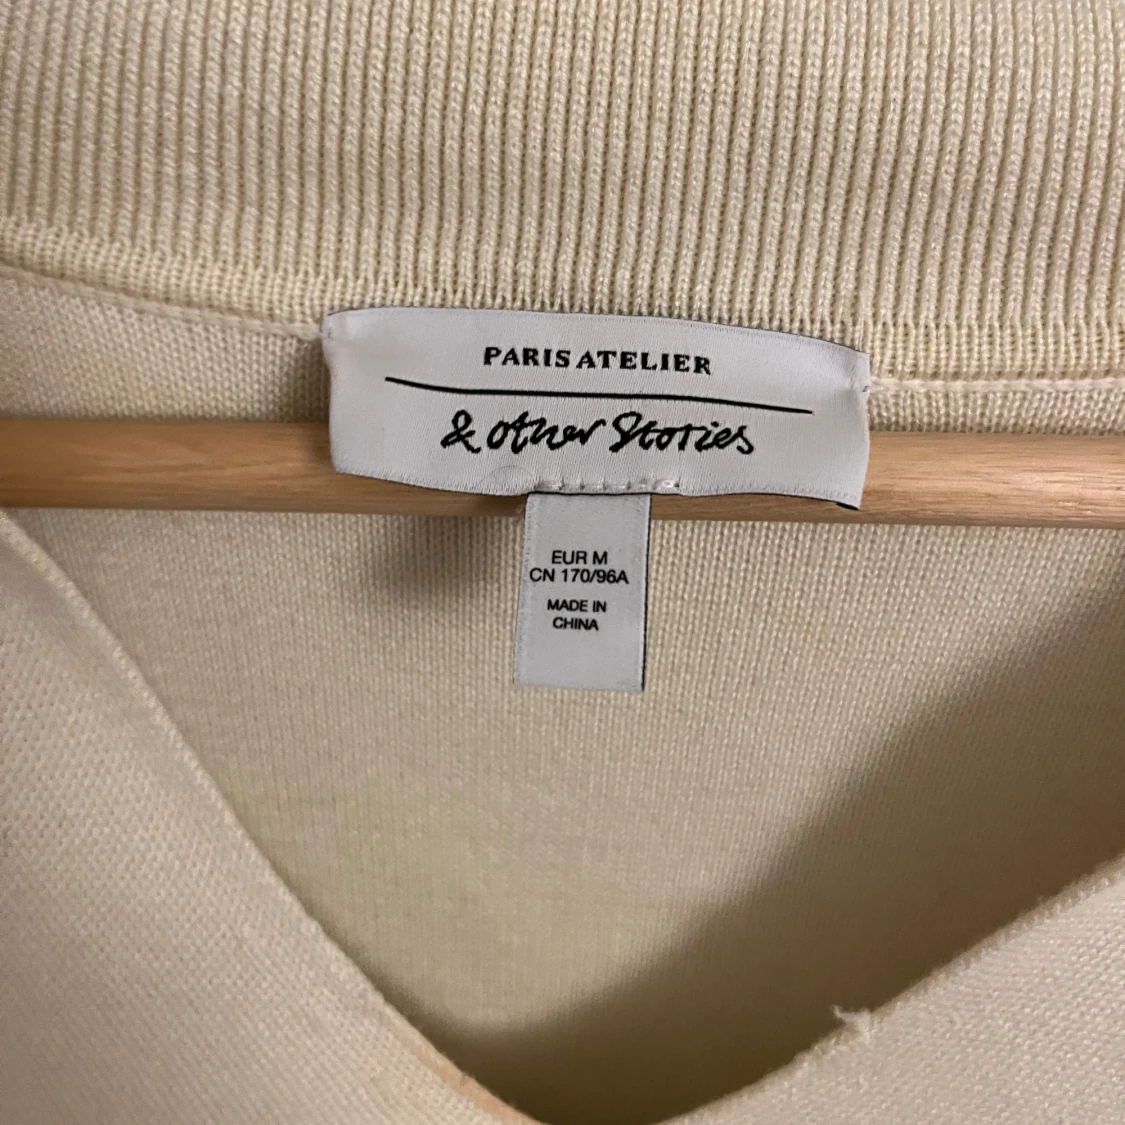 PARIS ATELIER
& other Stories
EUR M
CN 170/96A
MADE IN
CHINA